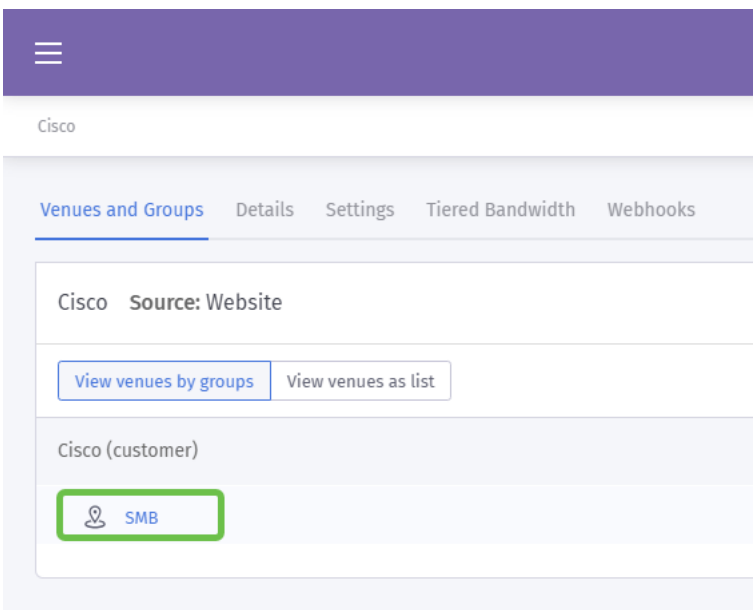 Cisco
Venues and Groups Details Settings Tiered Bandwidth Webhooks
Cisco Source: Website
View venues by groups View venues as list
Cisco (customer)
SMB